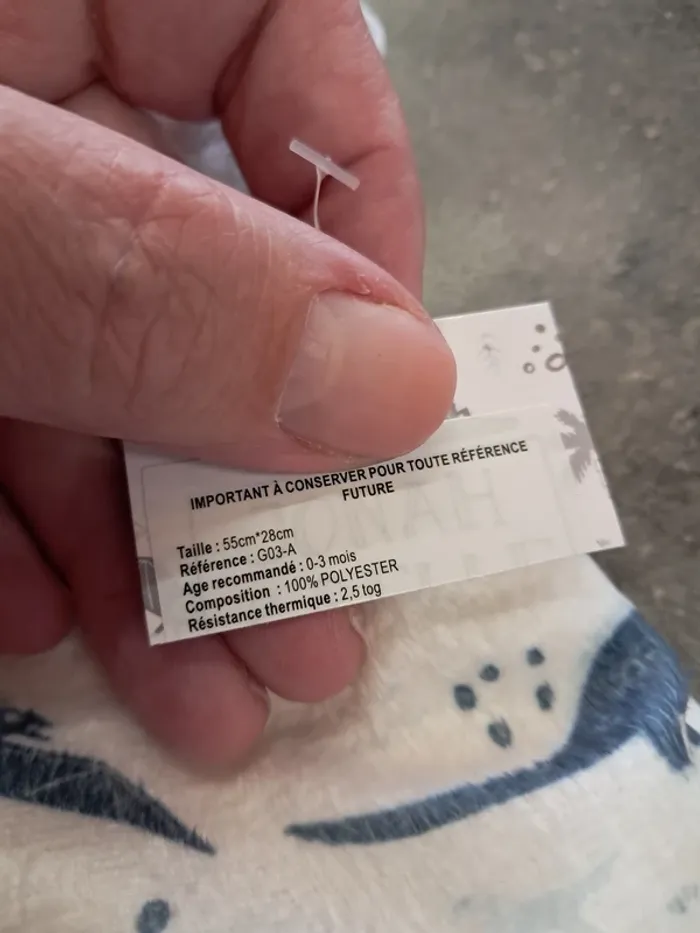 IMPORTANT À CONSERVER POUR TOUTE RÉFÉRENCE
FUTURE
Taille : 55cm*28cm
Référence : G03-A
Age recommandé : 0-3 mois
Composition : 100% POLYESTER
Résistance thermique : 2,5 tog